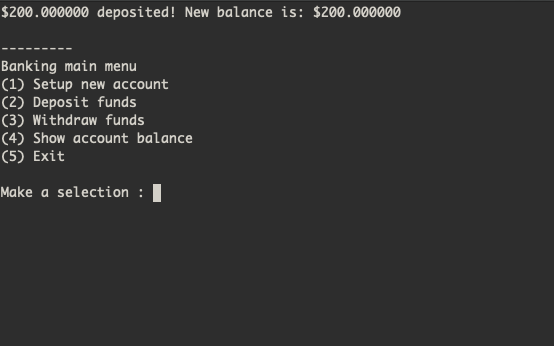 $200.000000 deposited! New balance is: $200.000000
---------
Banking main menu
(1) Setup new account
(2) Deposit funds
(3) Withdraw funds
(4) Show account balance
(5) Exit
Make a selection :